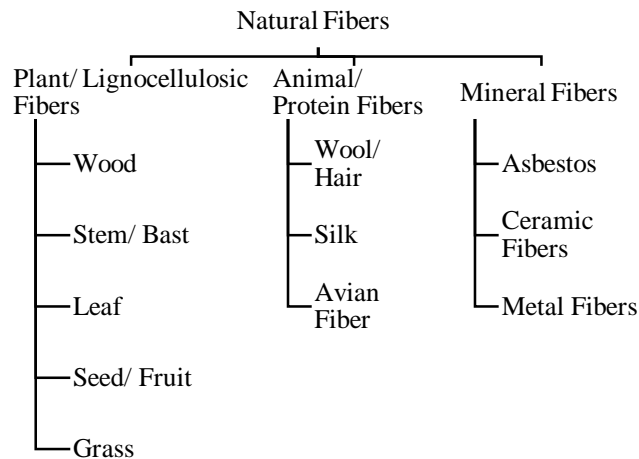 Natural Fibers
Plant/ Lignocellulosic
Fibers
Wood
Stem/ Bast
Leaf
Seed/ Fruit
Grass
Animal/
Protein Fibers
Wool/
Hair
Silk
Avian
Fiber
Mineral Fibers
Asbestos
Ceramic
Fibers
Metal Fibers